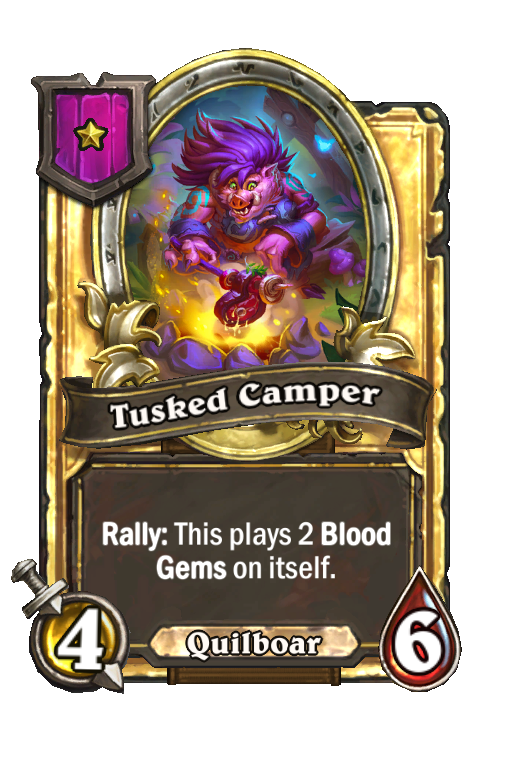 Tusked Camper
Rally: This plays 2 Blood
Gems on itself.
4
Quilboar
6